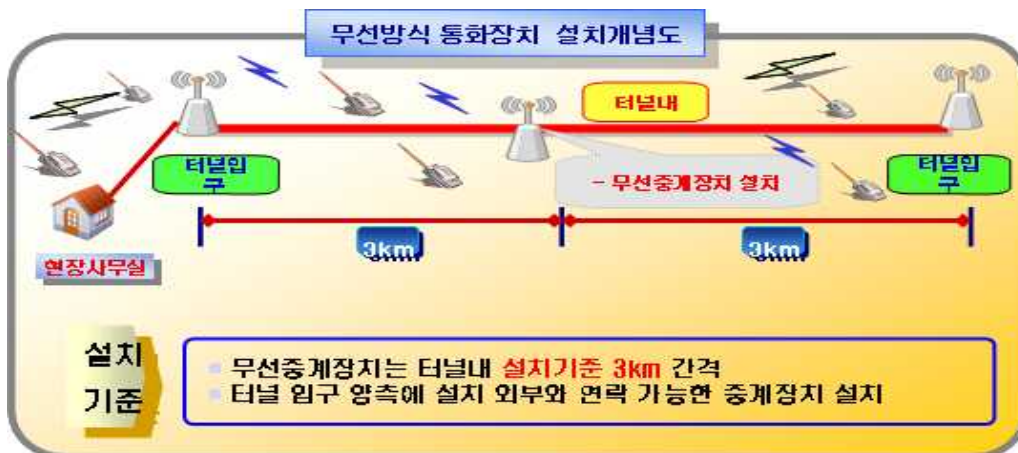 무선방식 통화장치 설치개념도
터널내
터널입
구
- 무선중계장치 설치
터널입
구
3km
3km
현장사무실
설치
기준
무선중계장치는 터널내 설치기준 3km 간격
터널 입구 양측에 설치 외부와 연락 가능한 중계장치 설치